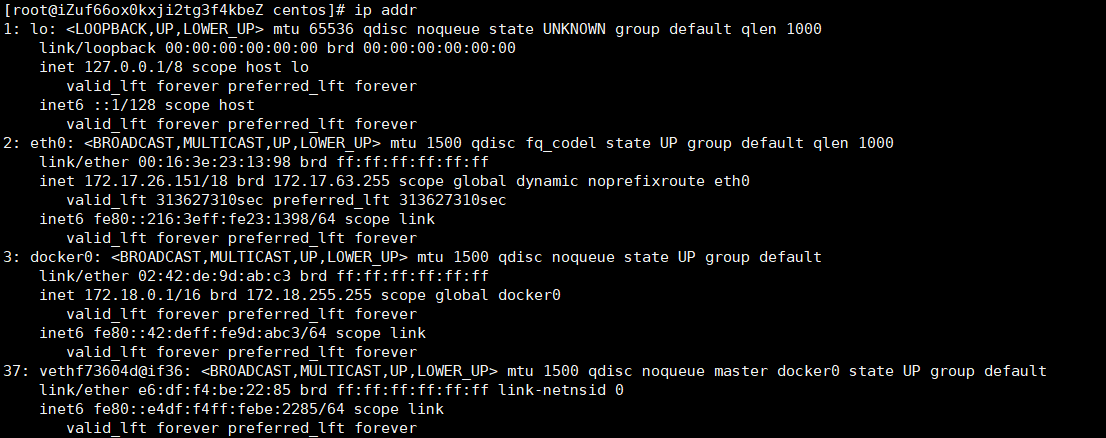 [root@iZuf66ox0kxji2tg3f4kbeZ centos]# ip addr
1: lo: <LOOPBACK,UP,LOWER_UP> mtu 65536 qdisc noqueue state UNKNOWN group default qlen 1000
    link/loopback 00:00:00:00:00:00 brd 00:00:00:00:00:00
    inet 127.0.0.1/8 scope host lo
       valid_lft forever preferred_lft forever
    inet6 ::1/128 scope host
       valid_lft forever preferred_lft forever
2: eth0: <BROADCAST,MULTICAST,UP,LOWER_UP> mtu 1500 qdisc fq_codel state UP group default qlen 1000
    link/ether 00:16:3e:23:13:98 brd ff:ff:ff:ff:ff:ff
    inet 172.17.26.151/18 brd 172.17.63.255 scope global dynamic noprefixroute eth0
       valid_lft 313627310sec preferred_lft 313627310sec
    inet6 fe80::216:3eff:fe23:1398/64 scope link
       valid_lft forever preferred_lft forever
3: docker0: <BROADCAST,MULTICAST,UP,LOWER_UP> mtu 1500 qdisc noqueue state UP group default
    link/ether 02:42:de:9d:ab:c3 brd ff:ff:ff:ff:ff:ff
    inet 172.18.0.1/16 brd 172.18.255.255 scope global docker0
       valid_lft forever preferred_lft forever
    inet6 fe80::42:deff:fe9d:abc3/64 scope link
       valid_lft forever preferred_lft forever
37: vethf73604d@if36: <BROADCAST,MULTICAST,UP,LOWER_UP> mtu 1500 qdisc noqueue master docker0 state UP group default
    link/ether e6:df:f4:be:22:85 brd ff:ff:ff:ff:ff:ff link-netnsid 0
    inet6 fe80::e4df:f4ff:febe:2285/64 scope link
       valid_lft forever preferred_lft forever